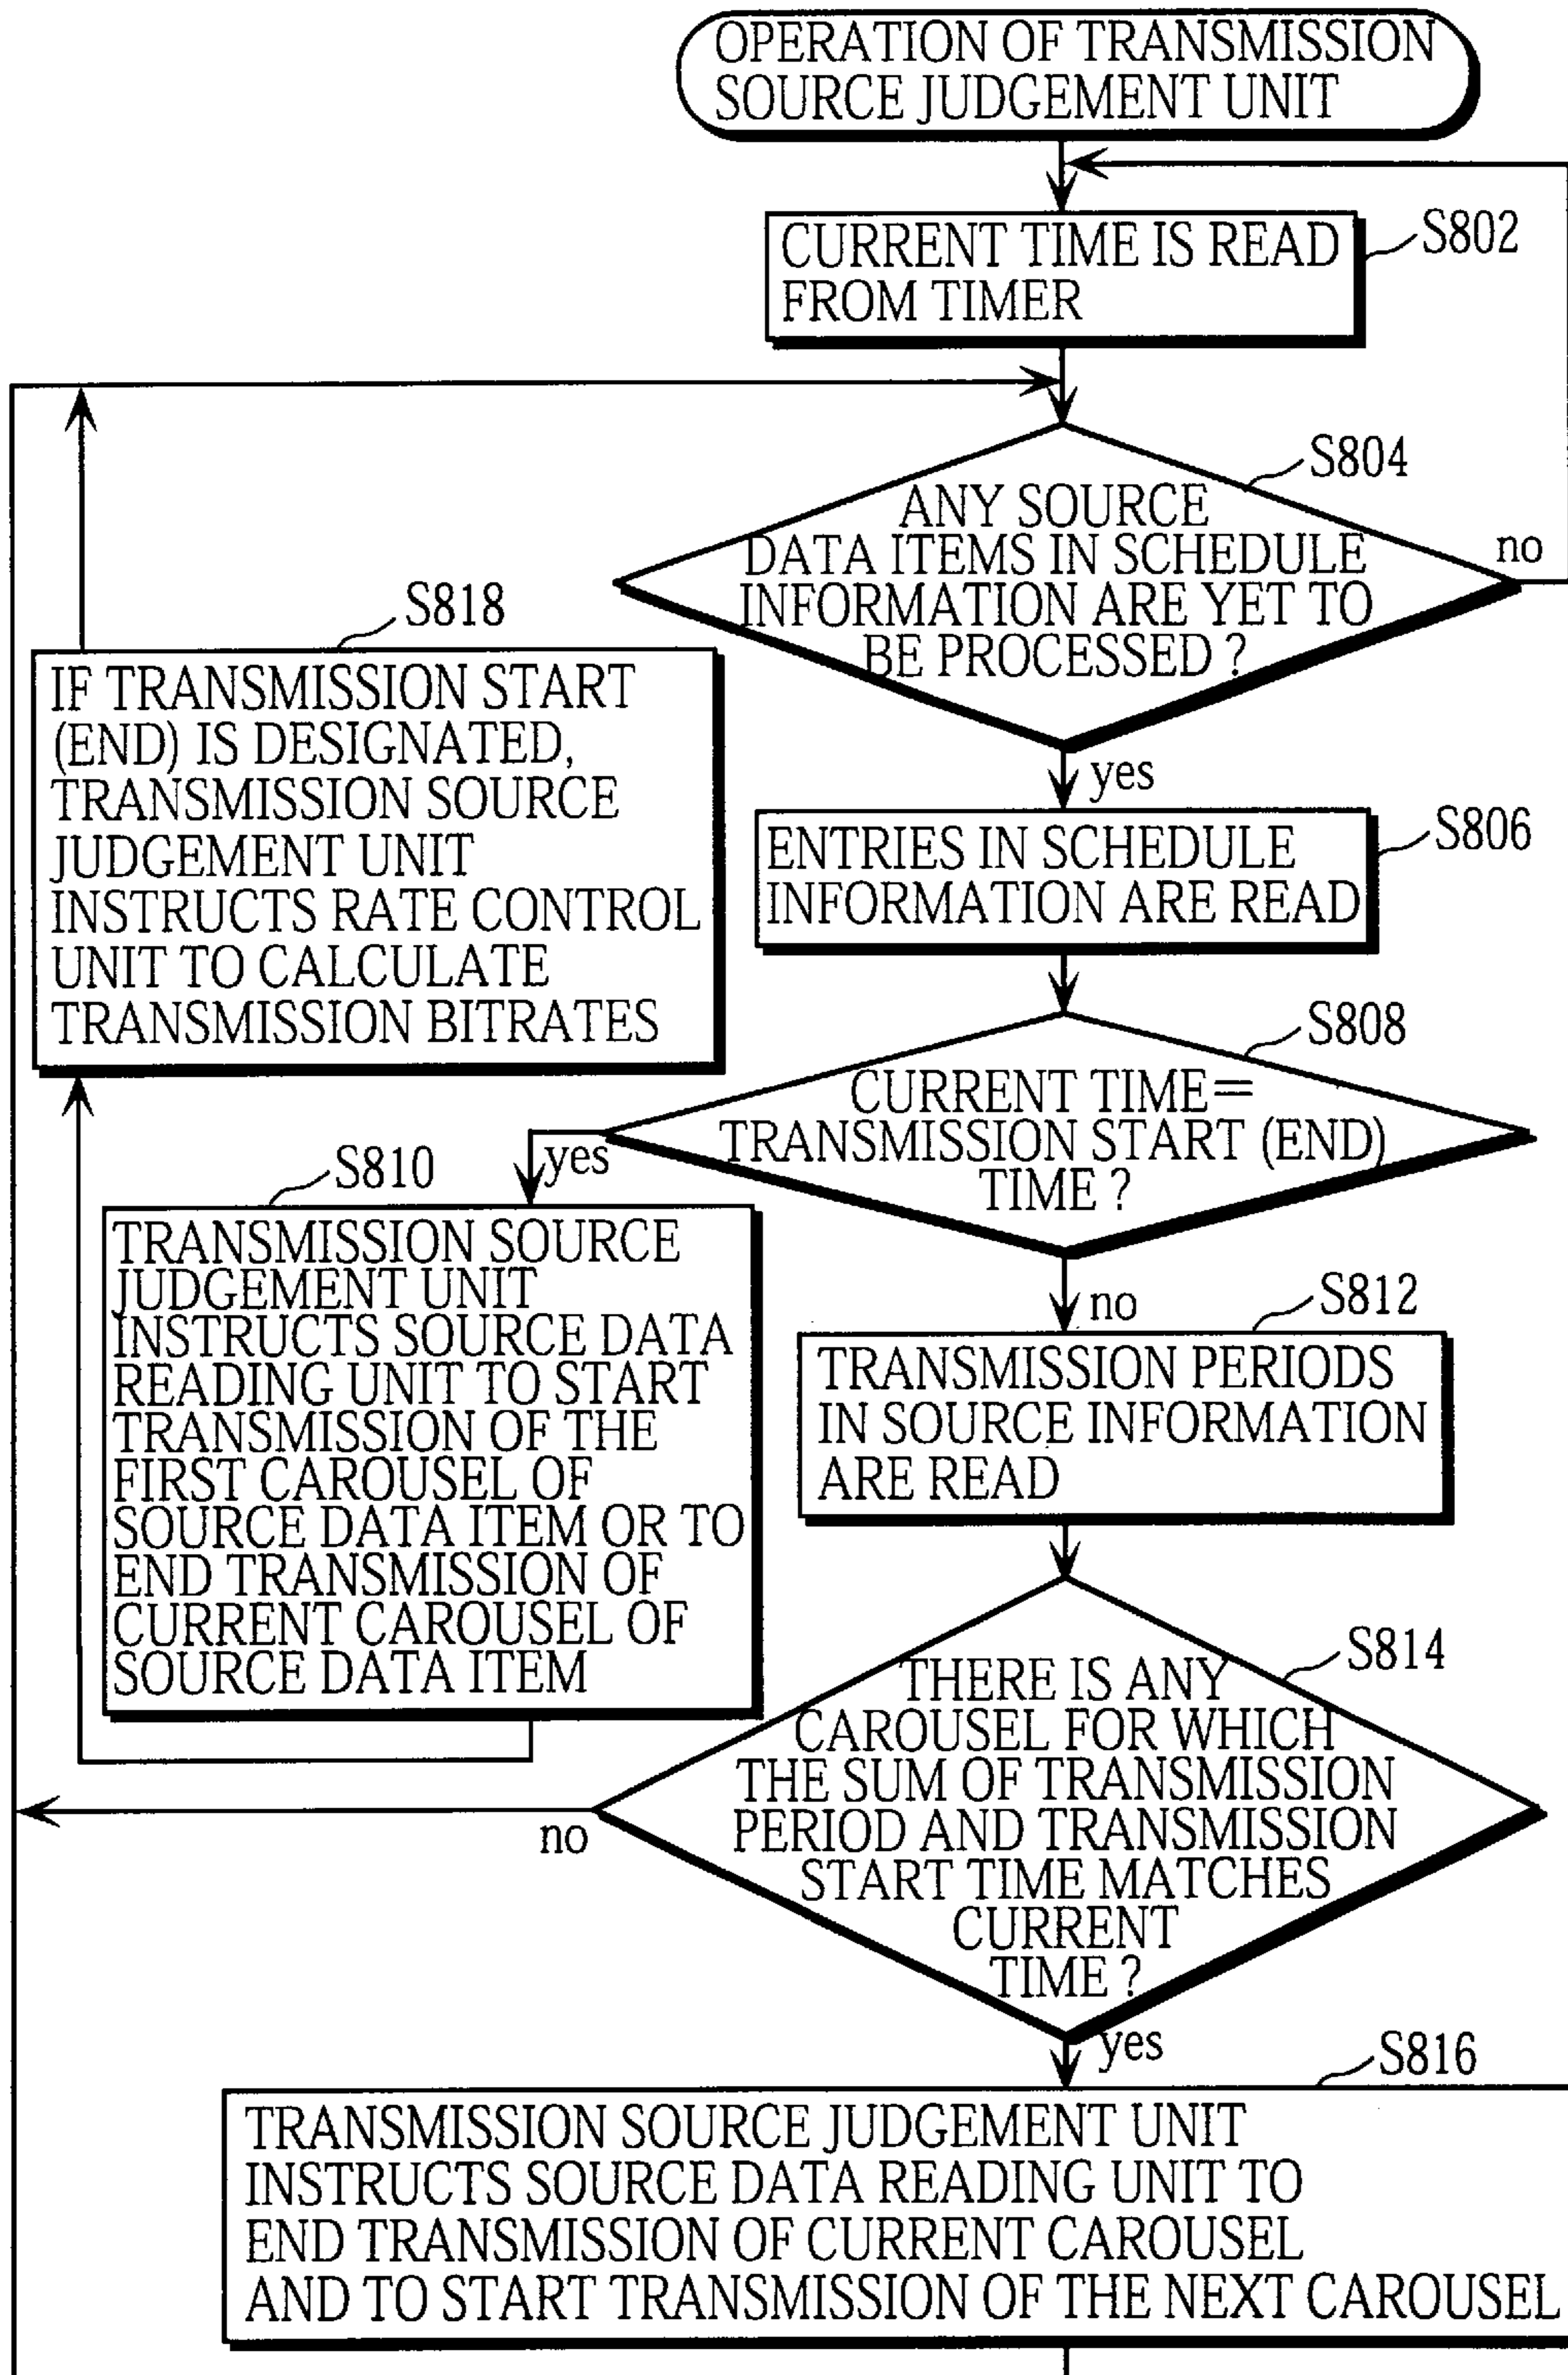 OPERATION OF TRANSMISSION
SOURCE JUDGEMENT UNIT
CURRENT TIME IS READ
FROM TIMER
S802
S804
ANY SOURCE
DATA ITEMS IN SCHEDULE
INFORMATION ARE YET TO
BE PROCESSED ?
no
yes
S818
IF TRANSMISSION START
(END) IS DESIGNATED,
TRANSMISSION SOURCE
JUDGEMENT UNIT
INSTRUCTS RATE CONTROL
UNIT TO CALCULATE
TRANSMISSION BITRATES
S806
ENTRIES IN SCHEDULE
INFORMATION ARE READ
S808
CURRENT TIME=
TRANSMISSION START (END)
TIME ?
yes
no
S810
TRANSMISSION SOURCE
JUDGEMENT UNIT
INSTRUCTS SOURCE DATA
READING UNIT TO START
TRANSMISSION OF THE
FIRST CAROUSEL OF
SOURCE DATA ITEM OR TO
END TRANSMISSION OF
CURRENT CAROUSEL OF
SOURCE DATA ITEM
S812
TRANSMISSION PERIODS
IN SOURCE INFORMATION
ARE READ
S814
THERE IS ANY
CAROUSEL FOR WHICH
THE SUM OF TRANSMISSION
PERIOD AND TRANSMISSION
START TIME MATCHES
CURRENT
TIME ?
no
yes
S816
TRANSMISSION SOURCE JUDGEMENT UNIT
INSTRUCTS SOURCE DATA READING UNIT TO
END TRANSMISSION OF CURRENT CAROUSEL
AND TO START TRANSMISSION OF THE NEXT CAROUSEL